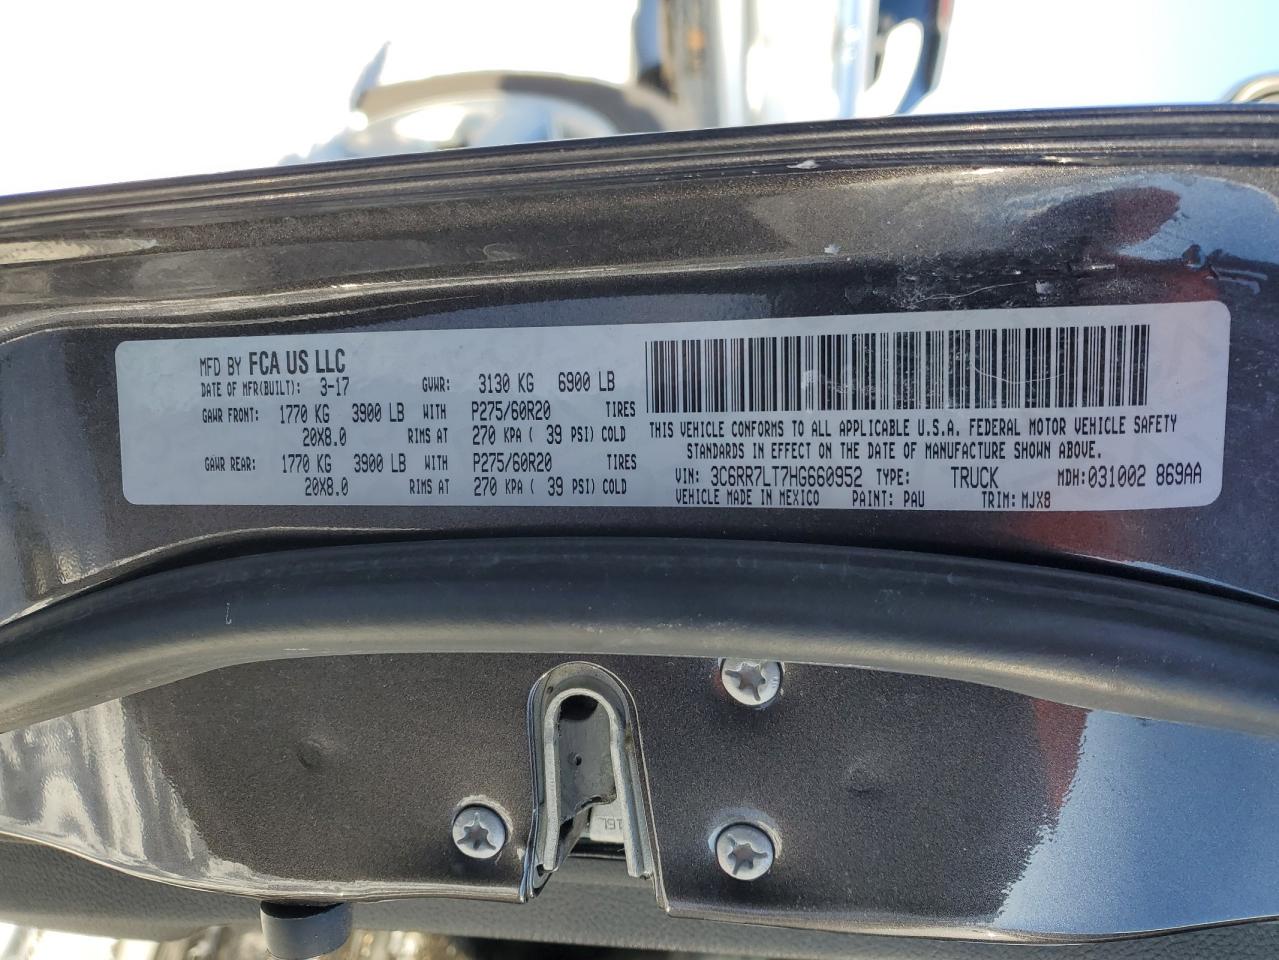 MFD BY FCA US LLC
DATE OF MFR(BUILT): 3-17 GVWR: 3130 KG 6900 LB
GAWR FRONT: 1770 KG 3900 LB WITH P275/60R20 TIRES
20X8.0 RIMS AT 270 KPA ( 39 PSI) COLD
GAWR REAR: 1770 KG 3900 LB WITH P275/60R20 TIRES
20X8.0 RIMS AT 270 KPA ( 39 PSI) COLD
THIS VEHICLE CONFORMS TO ALL APPLICABLE U.S.A. FEDERAL MOTOR VEHICLE SAFETY
STANDARDS IN EFFECT ON THE DATE OF MANUFACTURE SHOWN ABOVE.
VIN: 3C6RR7LT7HG660952 TYPE: TRUCK MDH:031002 869AA
VEHICLE MADE IN MEXICO PAINT: PAU TRIM: MJX8